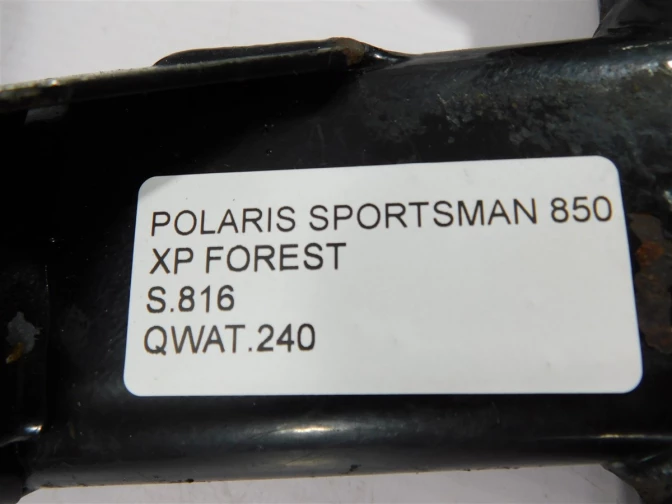 POLARIS SPORTSMAN 850
XP FOREST
S.816
QWAT.240